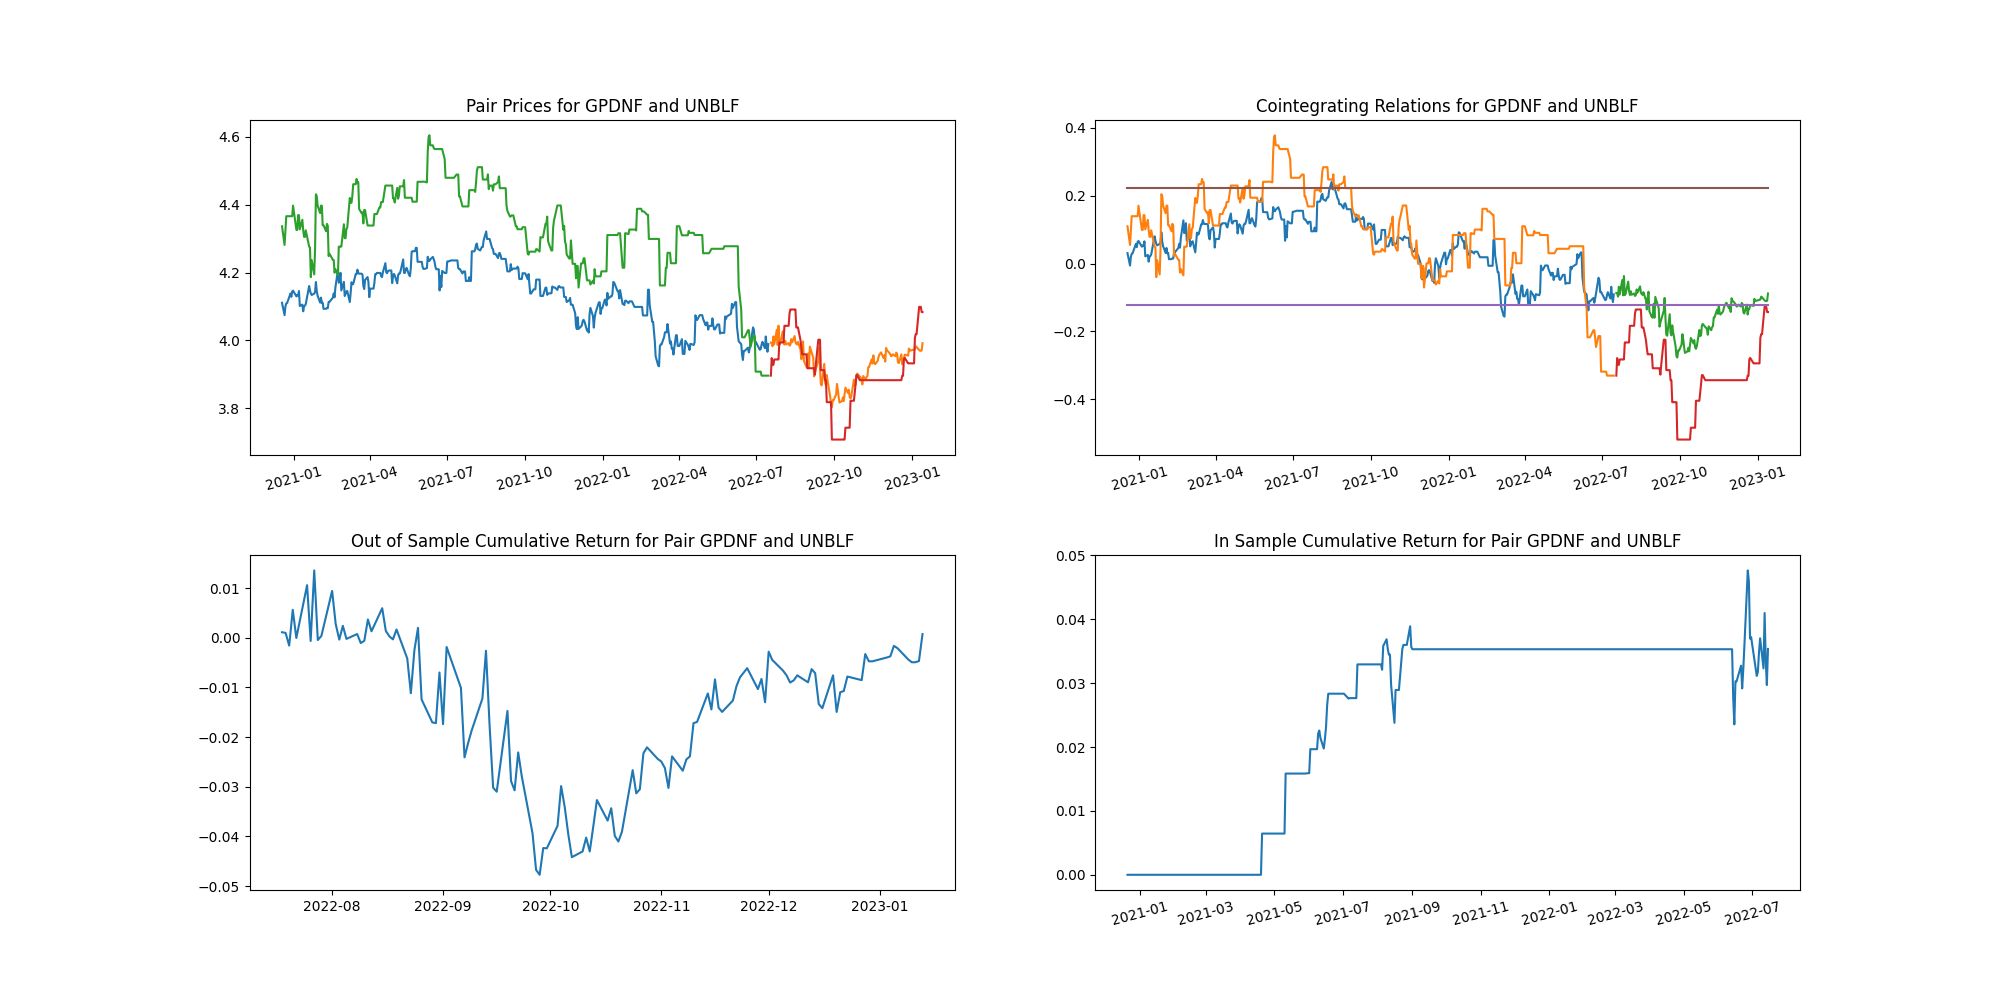 Pair Prices for GPDNF and UNBLF
4.6
4.4
4.2
4.0
3.8
2021-01 2021-04 2021-07 2021-10 2022-01 2022-04 2022-07 2022-10 2023-01
Cointegrating Relations for GPDNF and UNBLF
0.4
0.2
0.0
−0.2
−0.4
2021-01 2021-04 2021-07 2021-10 2022-01 2022-04 2022-07 2022-10 2023-01
Out of Sample Cumulative Return for Pair GPDNF and UNBLF
0.01
0.00
−0.01
−0.02
−0.03
−0.04
−0.05
2022-08 2022-09 2022-10 2022-11 2022-12 2023-01
In Sample Cumulative Return for Pair GPDNF and UNBLF
0.05
0.04
0.03
0.02
0.01
0.00
2021-01 2021-03 2021-05 2021-07 2021-09 2021-11 2022-01 2022-03 2022-05 2022-07